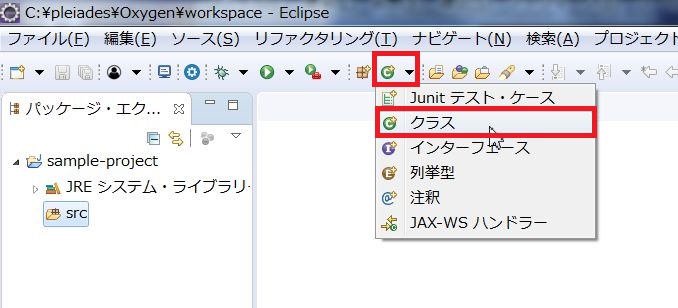 C:¥pleiades¥Oxygen¥workspace - Eclipse
ファイル(F) 編集(E) ソース(S) リファクタリング(T) ナビゲート(N) 検索(A) プロジェクト
パッケージ・エク...
sample-project
JRE システム・ライブラリー
src
Junit テスト・ケース
クラス
インターフェース
列挙型
注釈
JAX-WS ハンドラー